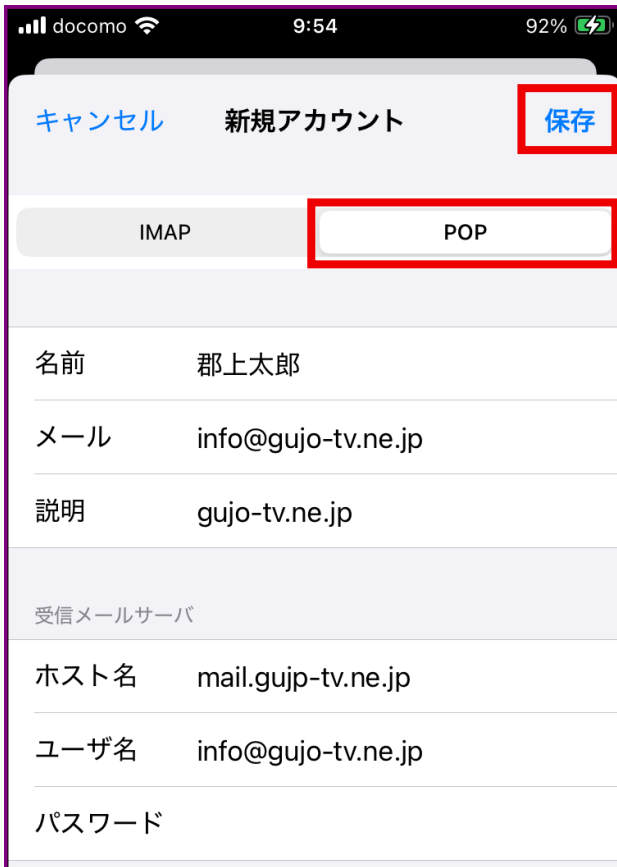 docomo 9:54 92%
キャンセル 新規アカウント 保存
IMAP POP
名前 郡上太郎
メール info@gujo-tv.ne.jp
説明 gujo-tv.ne.jp
受信メールサーバ
ホスト名 mail.gujp-tv.ne.jp
ユーザ名 info@gujo-tv.ne.jp
パスワード